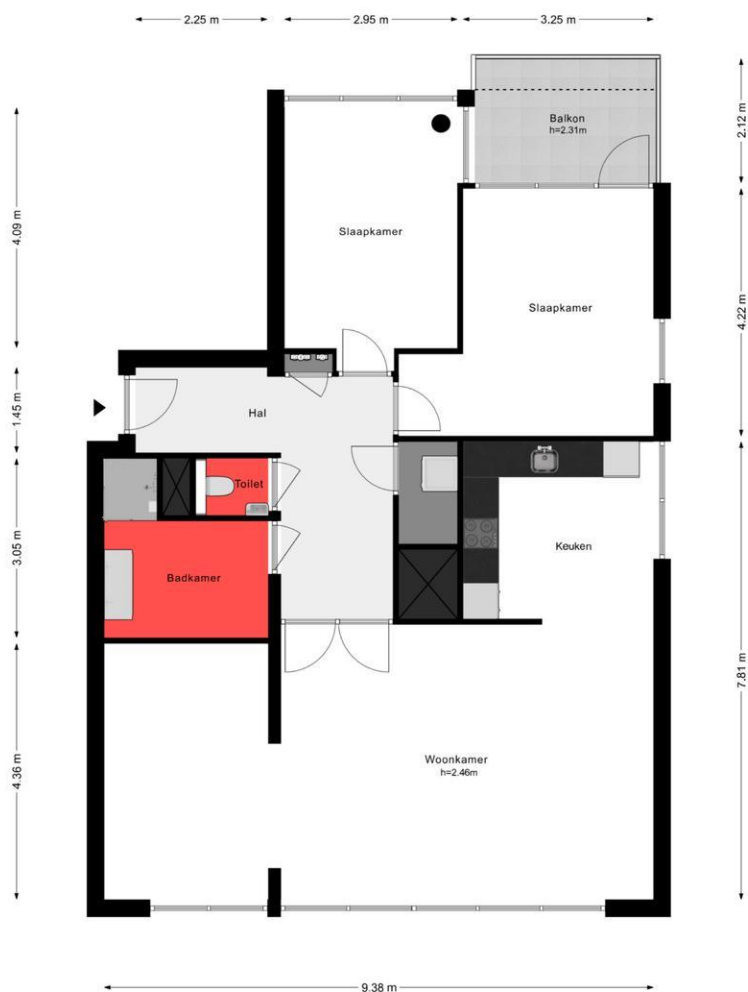 2.25 m
2.95 m
3.25 m
Balkon
h=2.31m
2.12 m
4.09 m
Slaapkamer
Slaapkamer
4.22 m
1.45 m
Hal
Toilet
3.05 m
Badkamer
Keuken
7.81 m
4.36 m
Woonkamer
h=2.46m
9.38 m